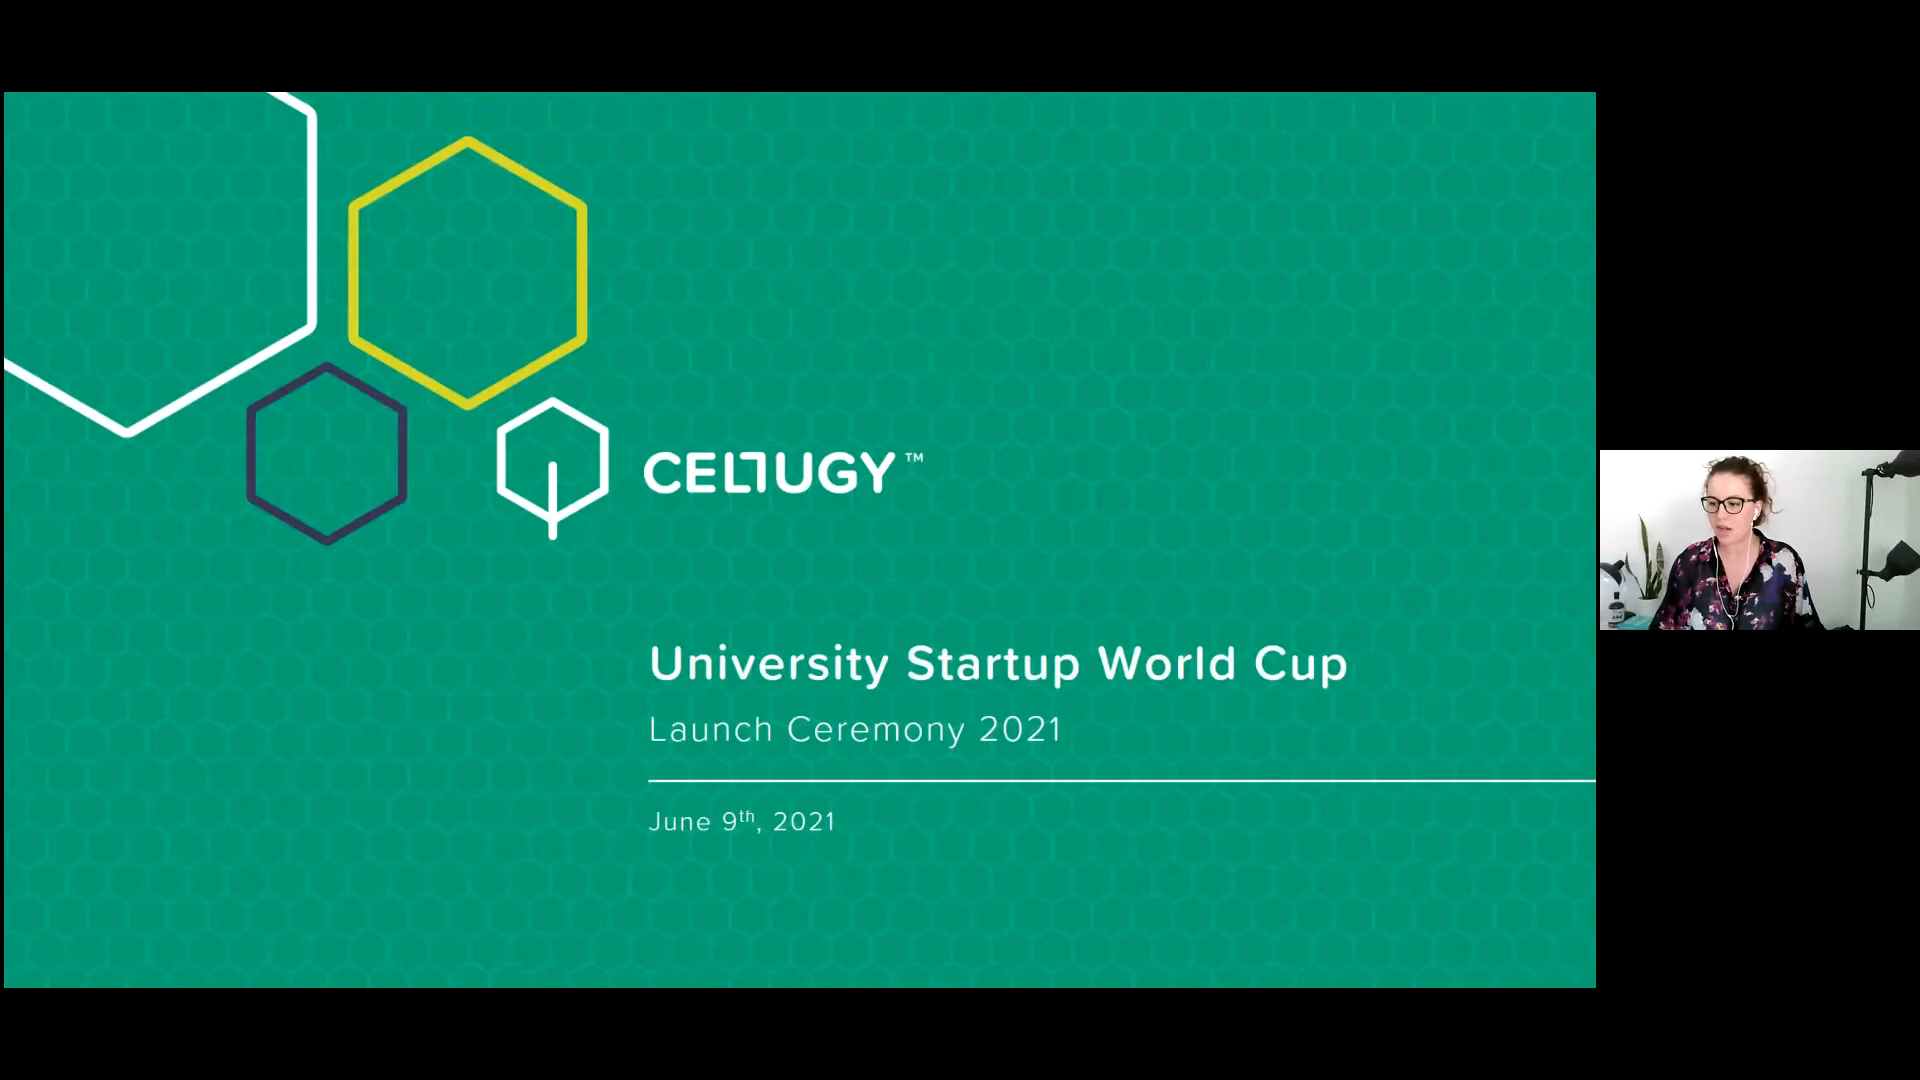 CELLUGY™
University Startup World Cup
Launch Ceremony 2021
June 9th, 2021